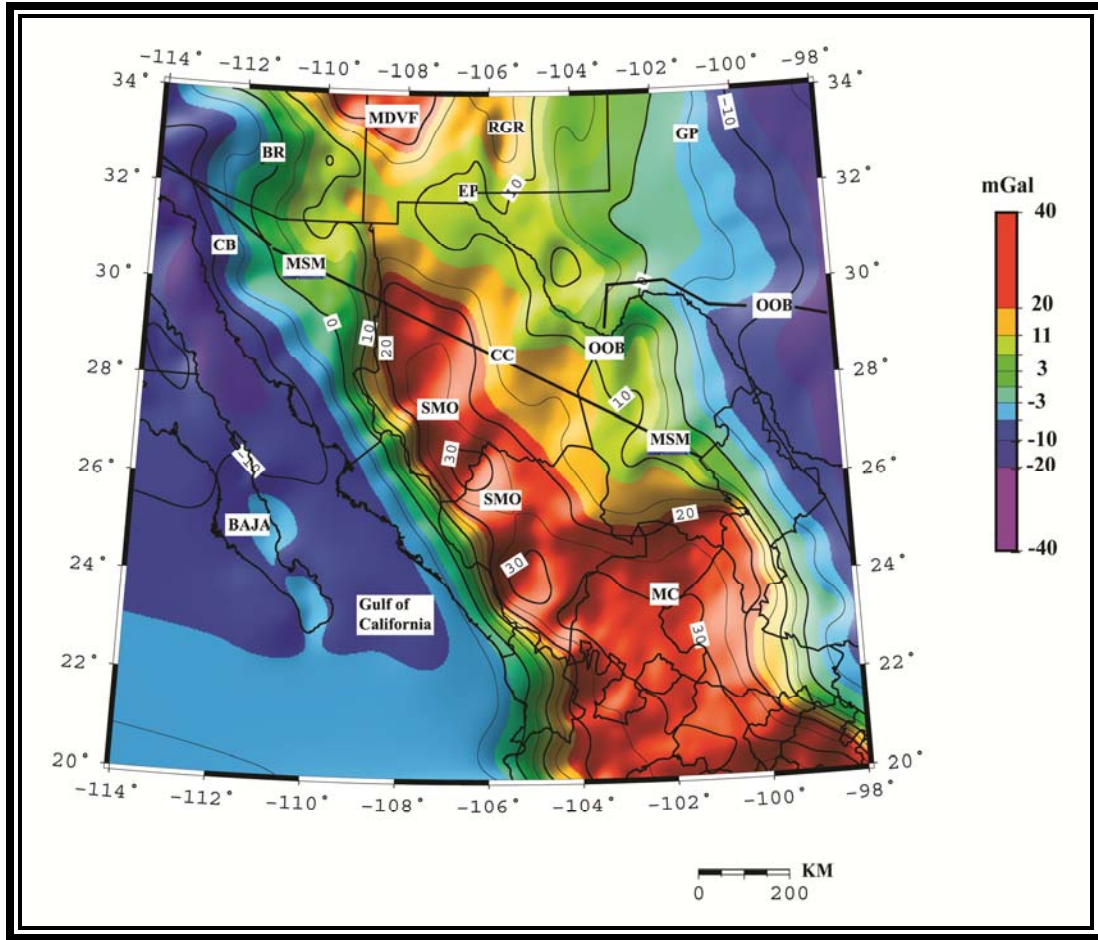 -114° -112° -110° -108° -106° -104° -102° -100° -98°
34° 34°
MDVF
RGR
GP
-10
BR
32° 32°
EP
10
mGal
40
CB
MSM
30° 30°
0
OOB
20
0
10
20
OOB
11
CC
28° 28°
3
10
SMO
-3
MSM
30
-10
26° 26°
-10
-20
SMO
20
BAJA
30
-40
24° 24°
MC
Gulf of
California
30
22° 22°
20° 20°
-114° -112° -110° -108° -106° -104° -102° -100° -98°
KM
0 200